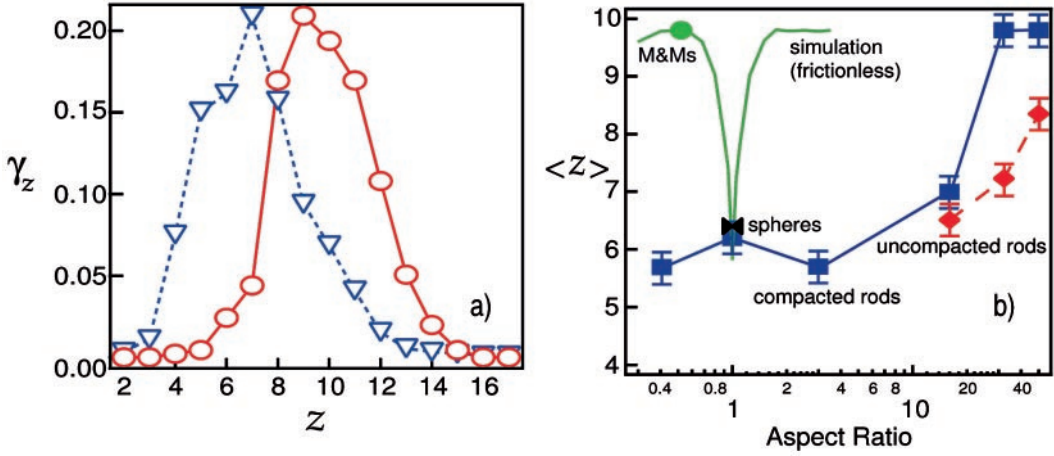 0.20
0.15
0.10
0.05
0.00
γz
2 4 6 8 10 12 14 16
z
a)
10
9
8
7
6
5
4
<z>
M&Ms
simulation
(frictionless)
spheres
uncompacted rods
compacted rods
b)
0.4 0.8 2 4 6 8 20 40
1 10
Aspect Ratio